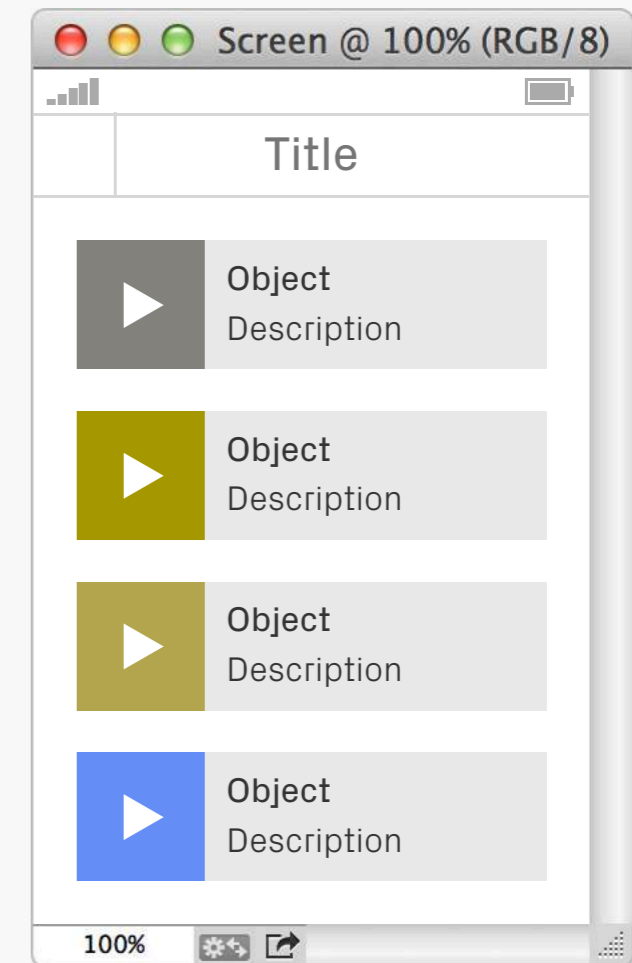 Screen @ 100% (RGB/8)
Title
Object
Description
Object
Description
Object
Description
Object
Description
100%